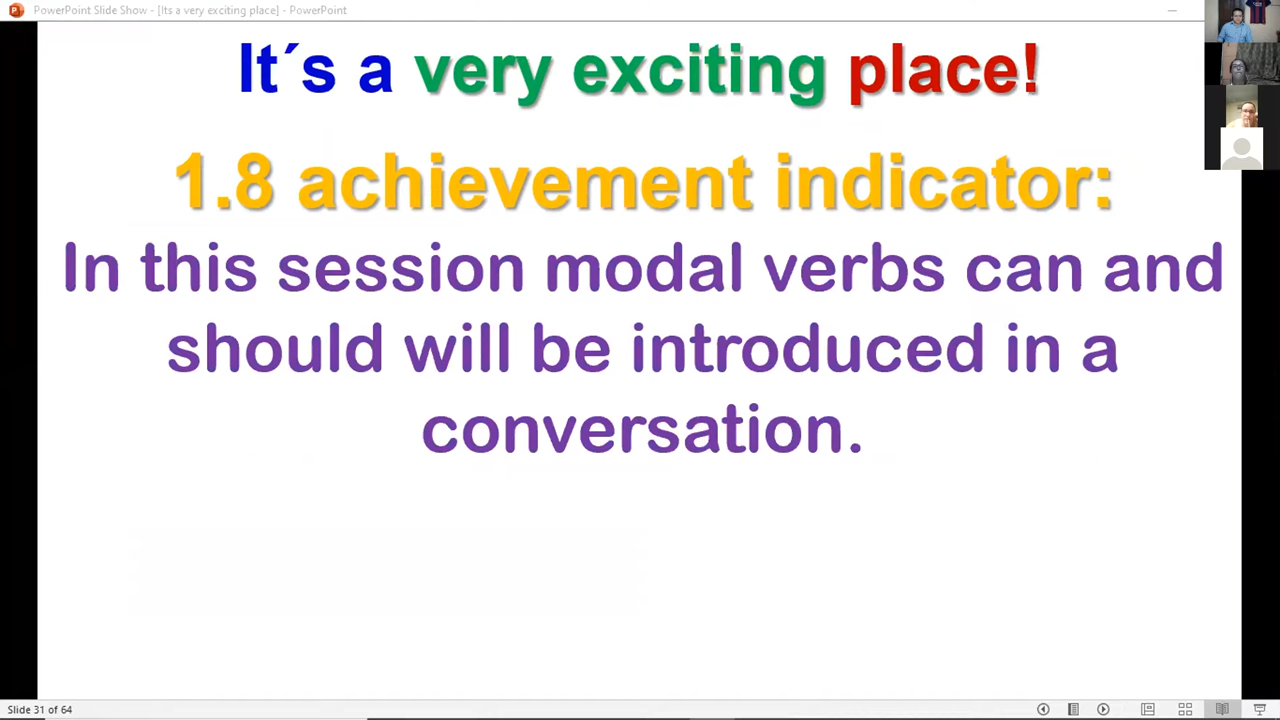 PowerPoint Slide Show - [Its a very exciting place] - PowerPoint
It´s a very exciting place!
1.8 achievement indicator:
In this session modal verbs can and
should will be introduced in a
conversation.
Slide 31 of 64